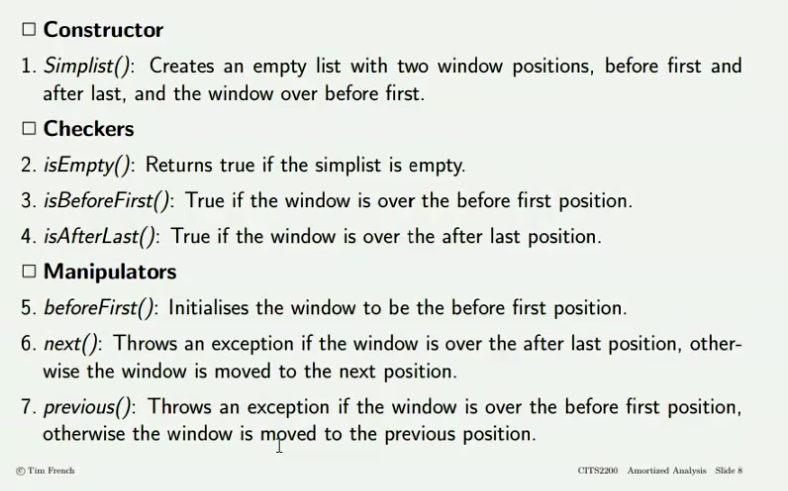 □ Constructor
1. Simplist(): Creates an empty list with two window positions, before first and
after last, and the window over before first.
□ Checkers
2. isEmpty(): Returns true if the simplist is empty.
3. isBeforeFirst(): True if the window is over the before first position.
4. isAfterLast(): True if the window is over the after last position.
□ Manipulators
5. beforeFirst(): Initialises the window to be the before first position.
6. next(): Throws an exception if the window is over the after last position, other-
wise the window is moved to the next position.
7. previous(): Throws an exception if the window is over the before first position,
otherwise the window is moved to the previous position.
© Tim French CITS2200 Amortized Analysis Slide 8